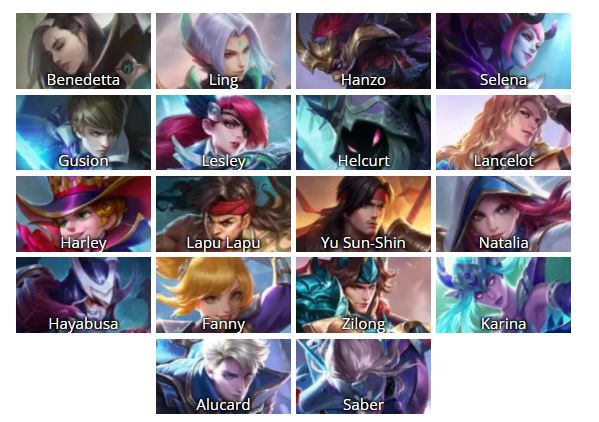 Benedetta
Ling
Hanzo
Selena
Gusion
Lesley
Helcurt
Lancelot
Harley
Lapu Lapu
Yu Sun-Shin
Natalia
Hayabusa
Fanny
Zilong
Karina
Alucard
Saber